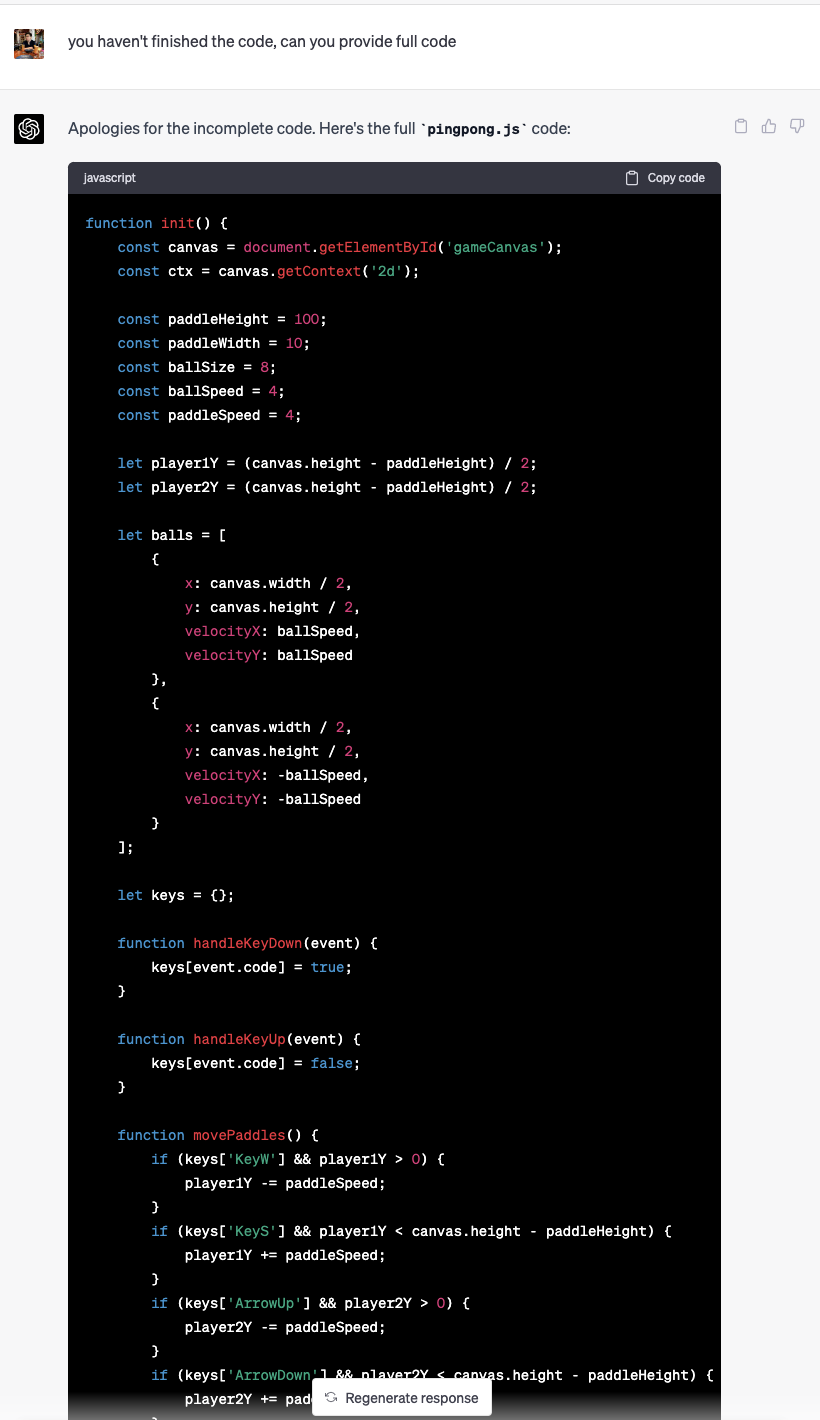 you haven't finished the code, can you provide full code
Apologies for the incomplete code. Here's the full `pingpong.js` code:
javascript
Copy code
function init() {
    const canvas = document.getElementById('gameCanvas');
    const ctx = canvas.getContext('2d');

    const paddleHeight = 100;
    const paddleWidth = 10;
    const ballSize = 8;
    const ballSpeed = 4;
    const paddleSpeed = 4;

    let player1Y = (canvas.height - paddleHeight) / 2;
    let player2Y = (canvas.height - paddleHeight) / 2;

    let balls = [
        {
            x: canvas.width / 2,
            y: canvas.height / 2,
            velocityX: ballSpeed,
            velocityY: ballSpeed
        },
        {
            x: canvas.width / 2,
            y: canvas.height / 2,
            velocityX: -ballSpeed,
            velocityY: -ballSpeed
        }
    ];

    let keys = {};

    function handleKeyDown(event) {
        keys[event.code] = true;
    }

    function handleKeyUp(event) {
        keys[event.code] = false;
    }

    function movePaddles() {
        if (keys['KeyW'] && player1Y > 0) {
            player1Y -= paddleSpeed;
        }
        if (keys['KeyS'] && player1Y < canvas.height - paddleHeight) {
            player1Y += paddleSpeed;
        }
        if (keys['ArrowUp'] && player2Y > 0) {
            player2Y -= paddleSpeed;
        }
        if (keys['ArrowDown'] && player2Y < canvas.height - paddleHeight) {
            player2Y += pad
Regenerate response